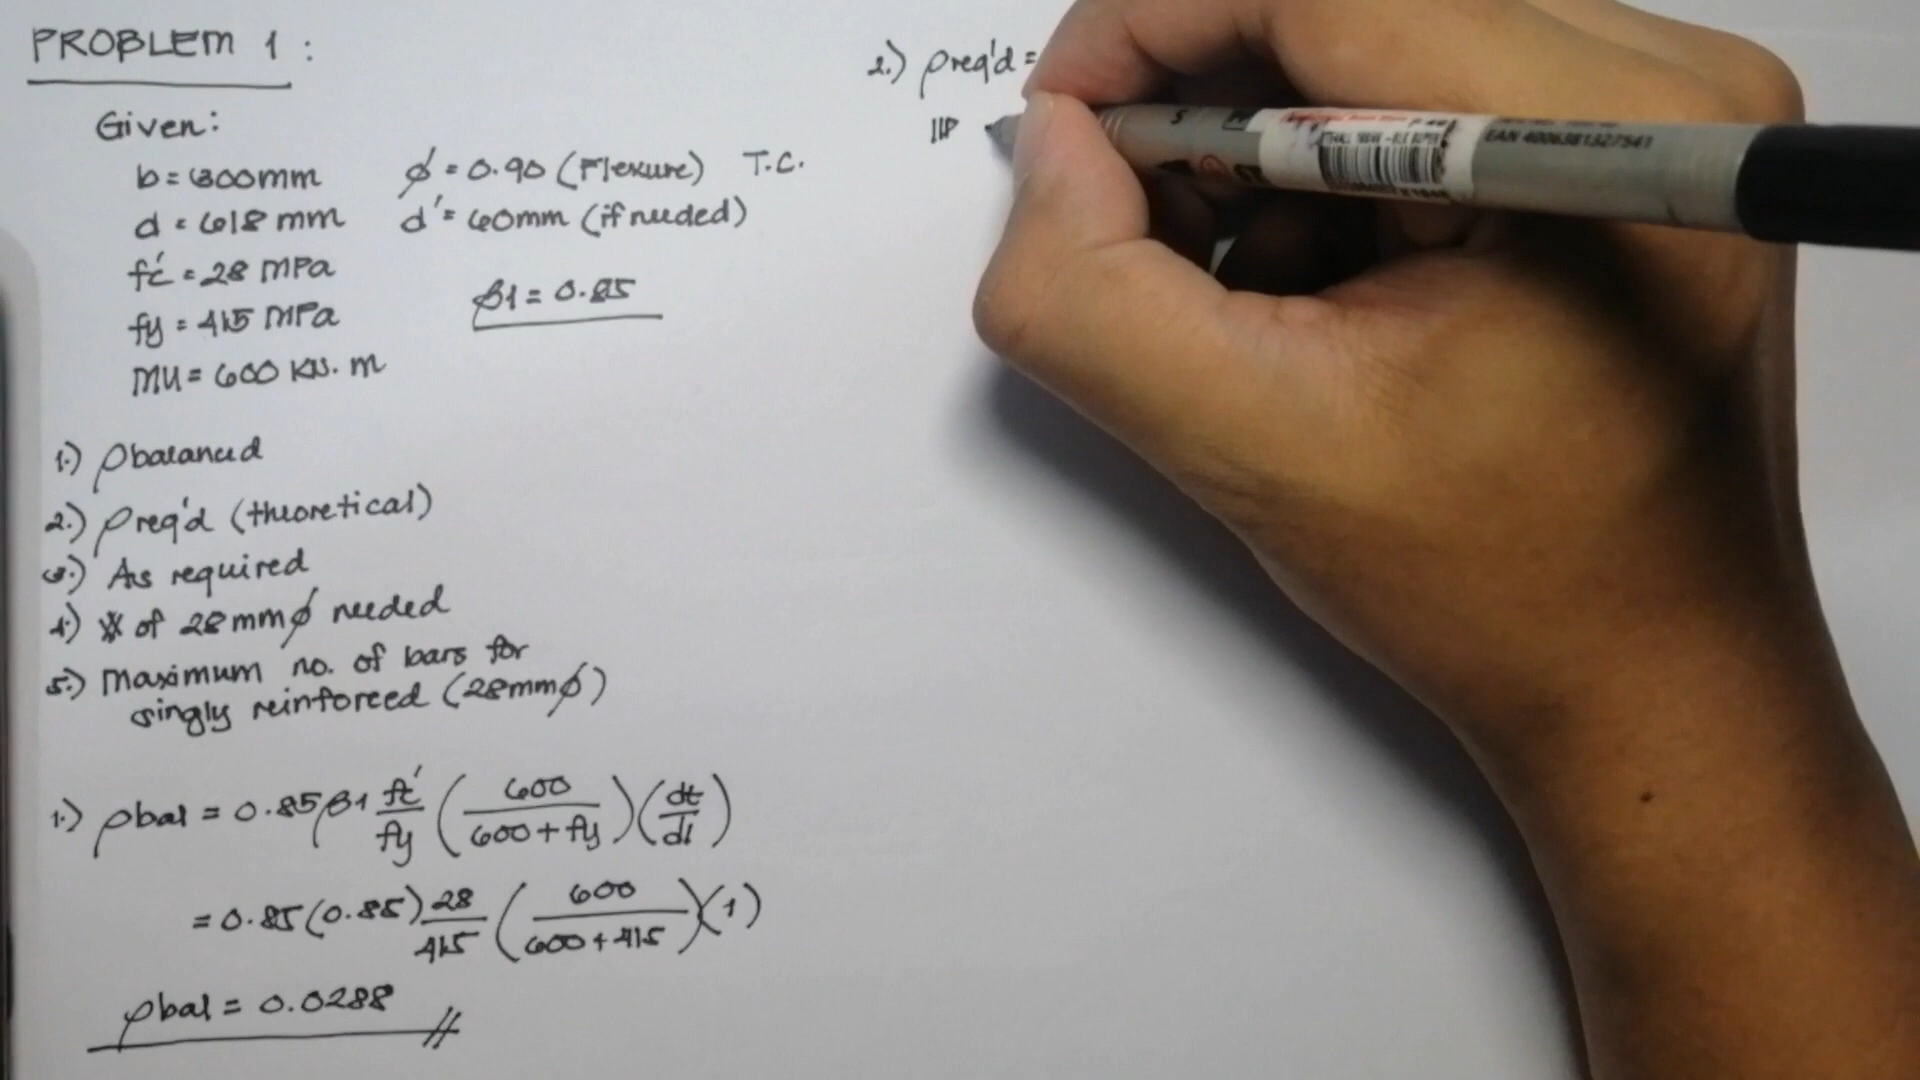 PROBLEM 1 :
Given:
b = 300mm
d = 618 mm
fc' = 28 MPa
fy = 415 MPa
MU = 600 KN. m
ϕ = 0.90 (Flexure) T.C.
d' = 60mm (if needed)
β1 = 0.85
1.) ρbalanced
2.) ρreq'd (theoretical)
3.) As required
4.) # of 28mmϕ needed
5.) Maximum no. of bars for
singly reinforced (28mmϕ)
1.) ρbal = 0.85β1 fc'/fy (600/(600 + fy))(dt/d)
= 0.85(0.85) 28/415 (600/(600 + 415))(1)
ρbal = 0.0288 //
2.) ρreq'd =
EAN 4006381327541